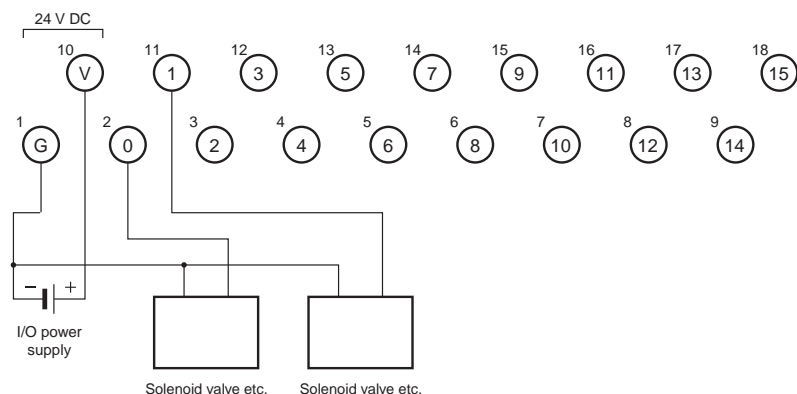 24 V DC
10 11 12 13 14 15 16 17 18
V 1 3 5 7 9 11 13 15
1 2 3 4 5 6 7 8 9
G 0 2 4 6 8 10 12 14
− +
I/O power
supply
Solenoid valve etc. Solenoid valve etc.